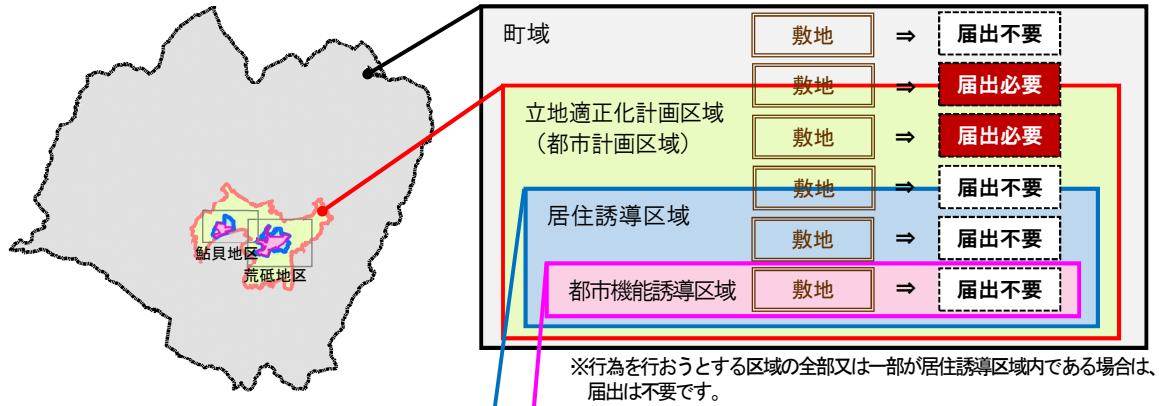 町域
敷地 ⇒ 届出不要
敷地 ⇒ 届出必要
立地適正化計画区域
（都市計画区域）
敷地 ⇒ 届出必要
敷地 ⇒ 届出不要
居住誘導区域
敷地 ⇒ 届出不要
都市機能誘導区域
敷地 ⇒ 届出不要
鮎貝地区
荒砥地区
※行為を行おうとする区域の全部又は一部が居住誘導区域内である場合は、
届出は不要です。